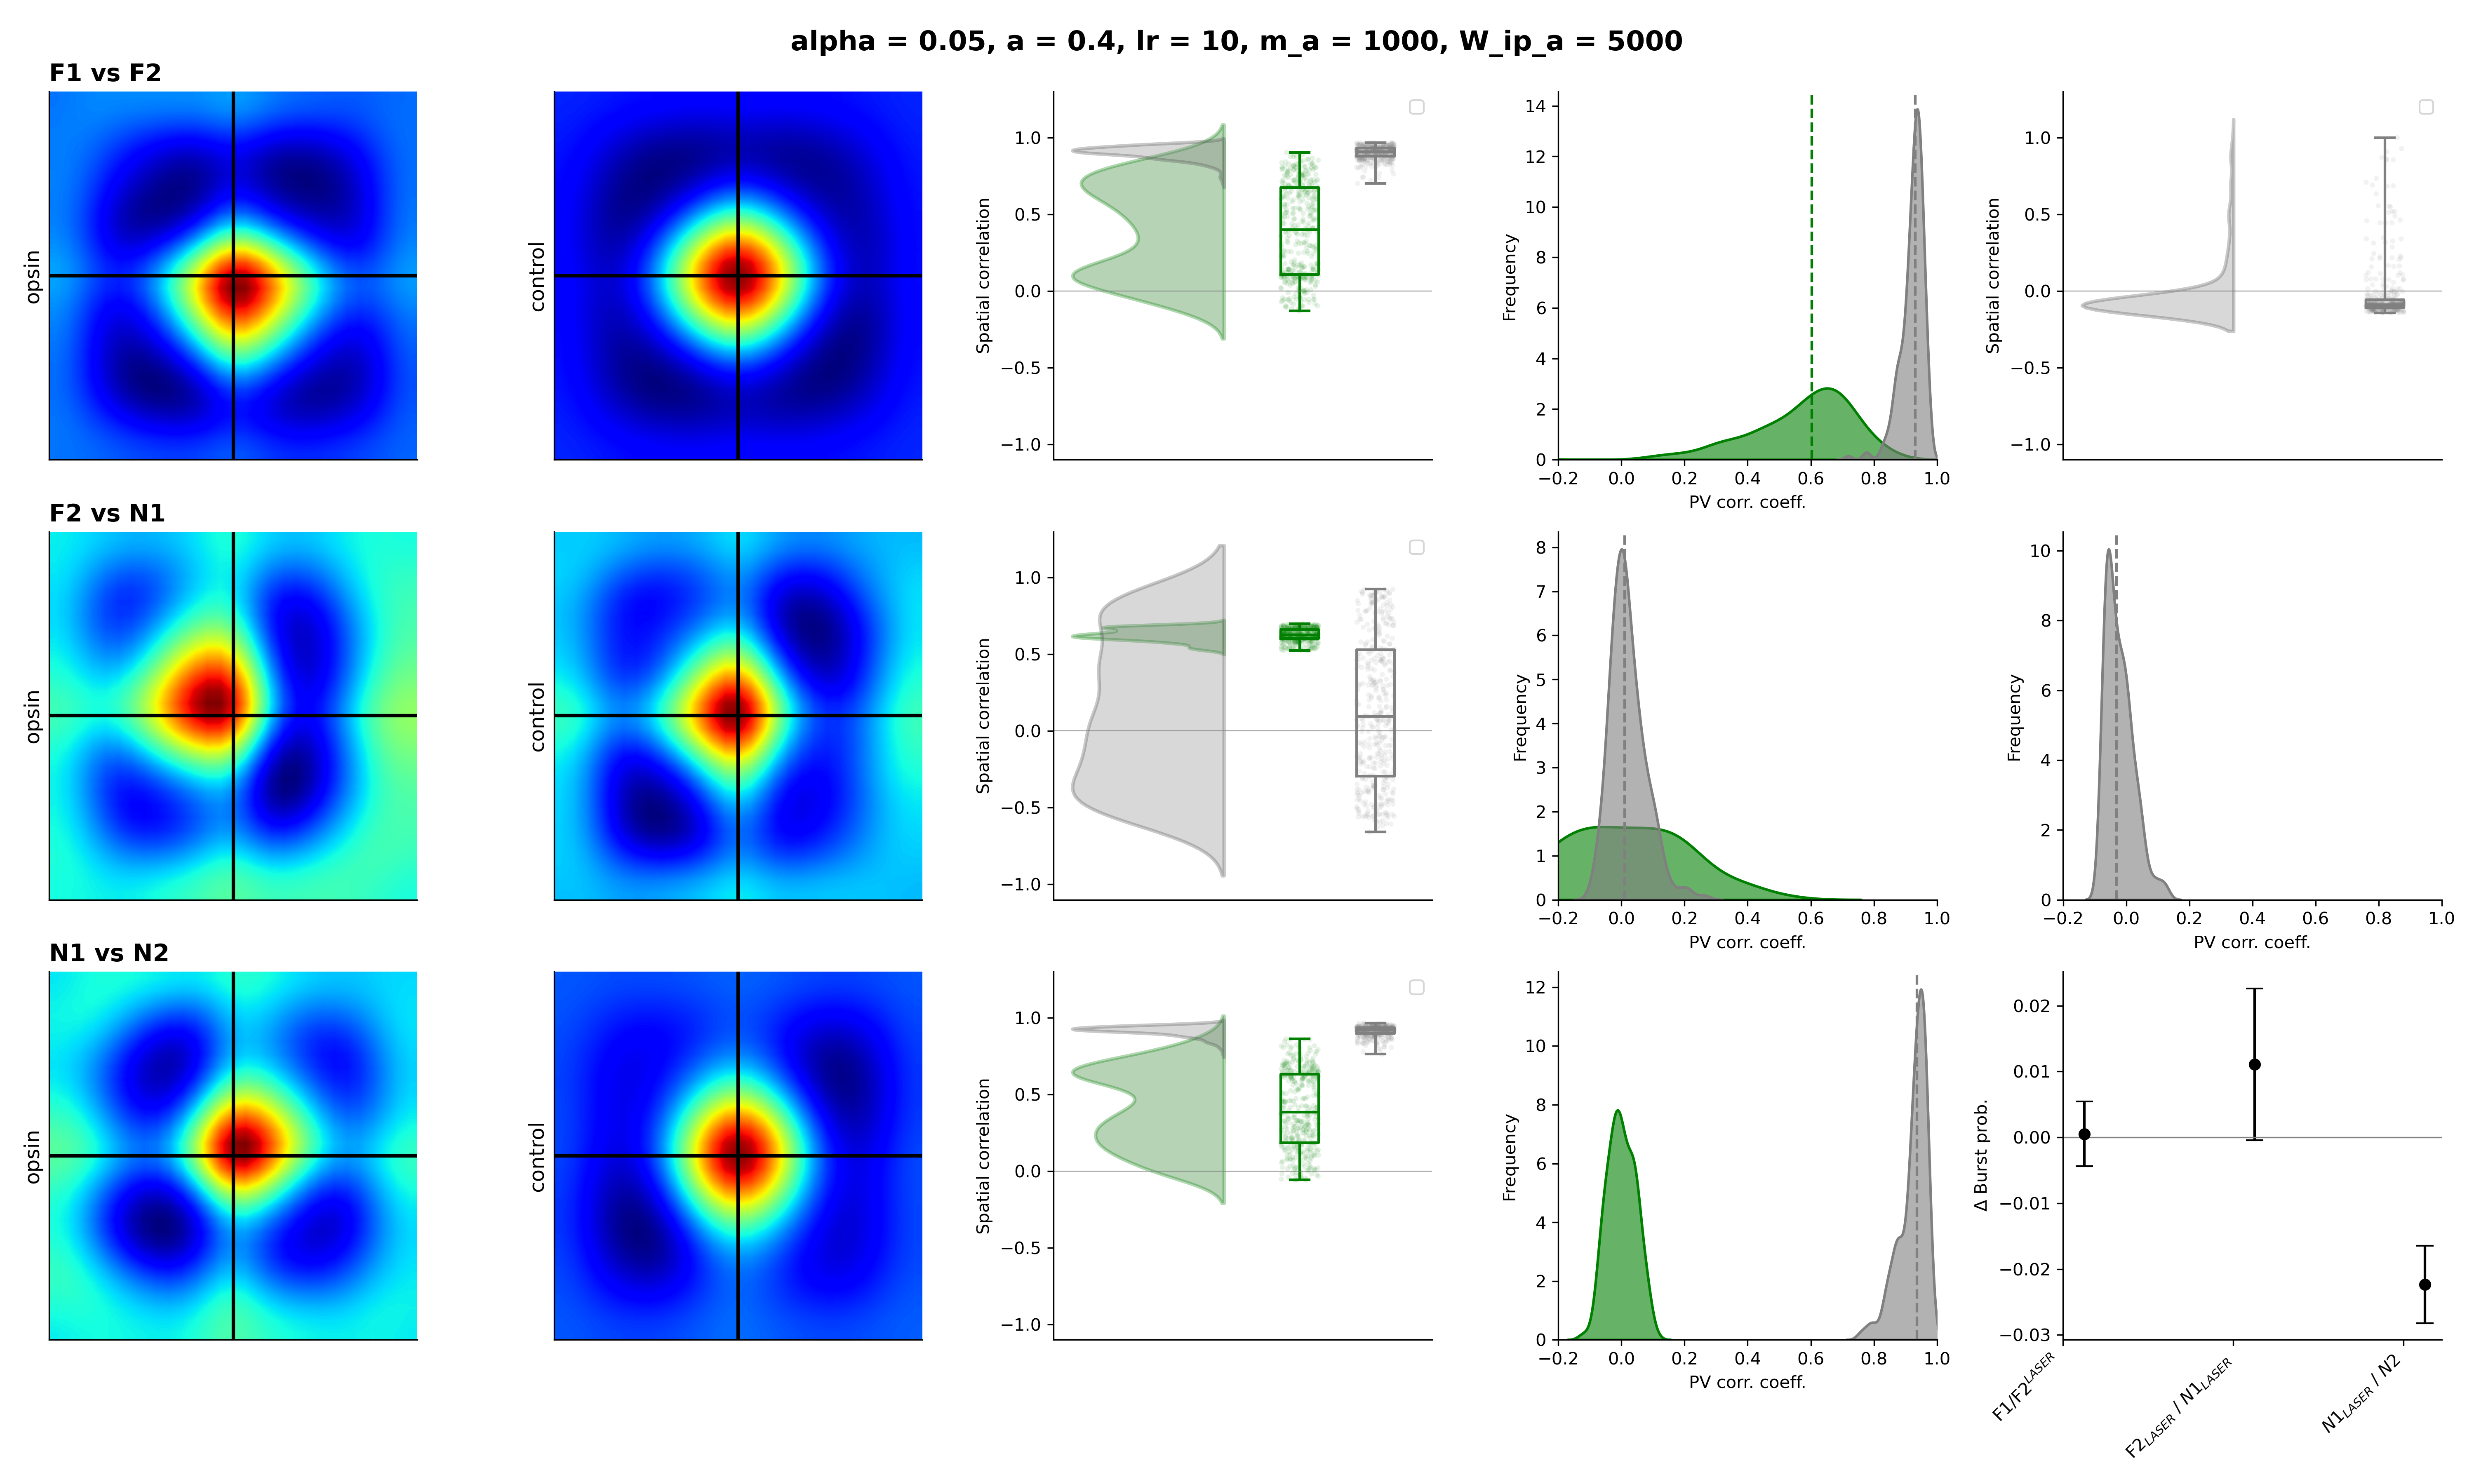 alpha = 0.05, a = 0.4, lr = 10, m_a = 1000, W_ip_a = 5000
F1 vs F2
opsin
control
Spatial correlation
1.0
0.5
0.0
−0.5
−1.0
Frequency
14
12
10
8
6
4
2
0
−0.2 0.0 0.2 0.4 0.6 0.8 1.0
PV corr. coeff.
Spatial correlation
1.0
0.5
0.0
−0.5
−1.0
F2 vs N1
opsin
control
Spatial correlation
1.0
0.5
0.0
−0.5
−1.0
Frequency
8
7
6
5
4
3
2
1
0
−0.2 0.0 0.2 0.4 0.6 0.8 1.0
PV corr. coeff.
Frequency
10
8
6
4
2
0
−0.2 0.0 0.2 0.4 0.6 0.8 1.0
PV corr. coeff.
N1 vs N2
opsin
control
Spatial correlation
1.0
0.5
0.0
−0.5
−1.0
Frequency
12
10
8
6
4
2
0
−0.2 0.0 0.2 0.4 0.6 0.8 1.0
PV corr. coeff.
Δ Burst prob.
0.02
0.01
0.00
−0.01
−0.02
−0.03
F1/F2^LASER
F2_LASER / N1_LASER
N1_LASER / N2